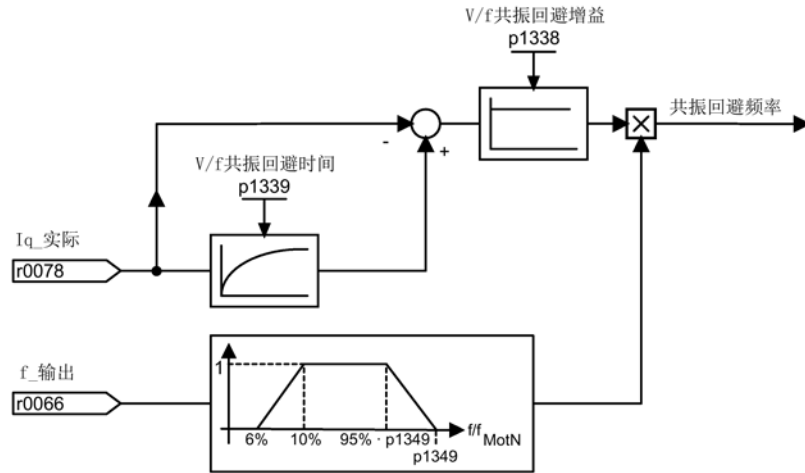 V/f共振回避增益
p1338
共振回避频率
-
+
V/f共振回避时间
p1339
Iq_实际
r0078
f_输出
r0066
1
6% 10% 95% · p1349 f/fMotN
p1349